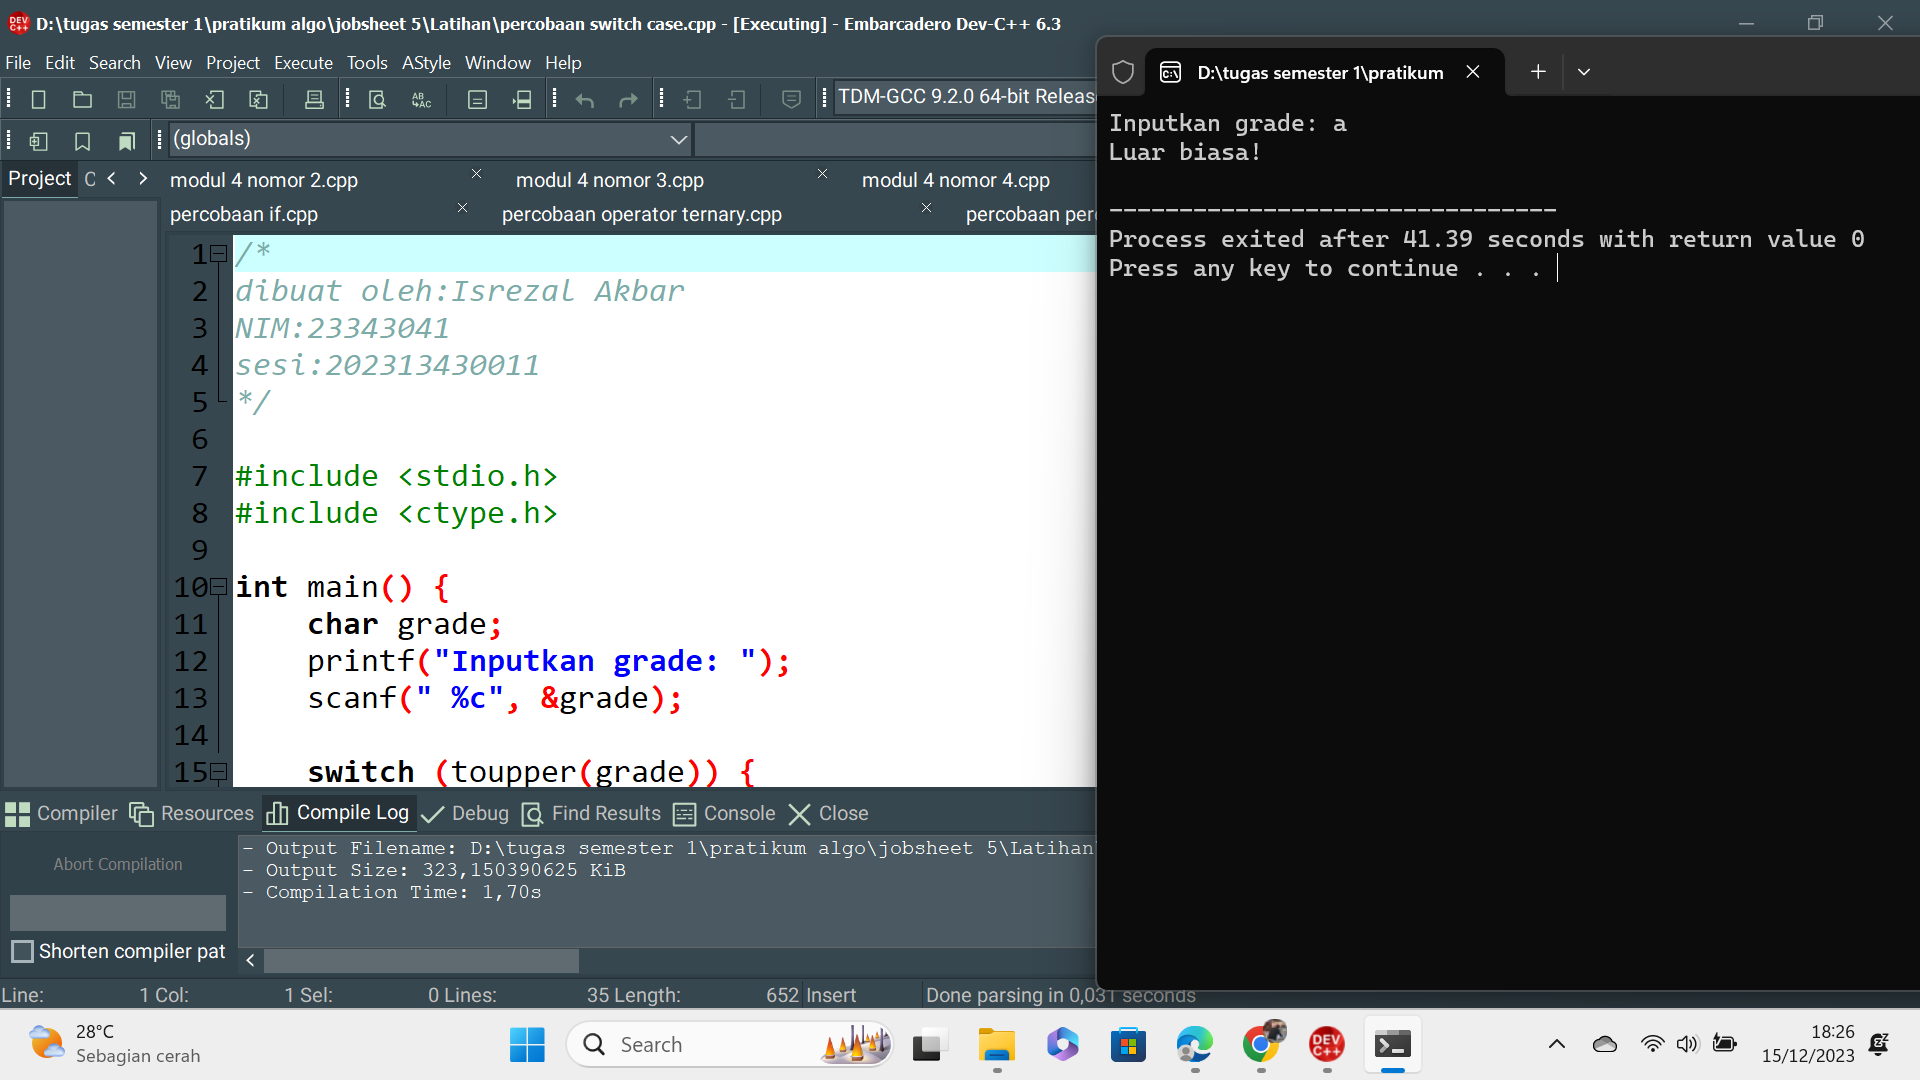 D:\tugas semester 1\pratikum algo\jobsheet 5\Latihan\percobaan switch case.cpp - [Executing] - Embarcadero Dev-C++ 6.3
File Edit Search View Project Execute Tools AStyle Window Help
TDM-GCC 9.2.0 64-bit Releas
(globals)
Project
modul 4 nomor 2.cpp modul 4 nomor 3.cpp modul 4 nomor 4.cpp
percobaan if.cpp percobaan operator ternary.cpp percobaan per
1 /*
2 dibuat oleh:Isrezal Akbar
3 NIM:23343041
4 sesi:202313430011
5 */
6
7 #include <stdio.h>
8 #include <ctype.h>
9
10 int main() {
11 char grade;
12 printf("Inputkan grade: ");
13 scanf(" %c", &grade);
14
15 switch (toupper(grade)) {
Compiler Resources Compile Log Debug Find Results Console Close
Abort Compilation
Shorten compiler pat
- Output Filename: D:\tugas semester 1\pratikum algo\jobsheet 5\Latihan
- Output Size: 323,150390625 KiB
- Compilation Time: 1,70s
Line: 1 Col: 1 Sel: 0 Lines: 35 Length: 652 Insert Done parsing in 0,031 seconds
D:\tugas semester 1\pratikum
Inputkan grade: a
Luar biasa!
--------------------------------
Process exited after 41.39 seconds with return value 0
Press any key to continue . . .
28°C
Sebagian cerah
Search
DEV C++
18:26
15/12/2023